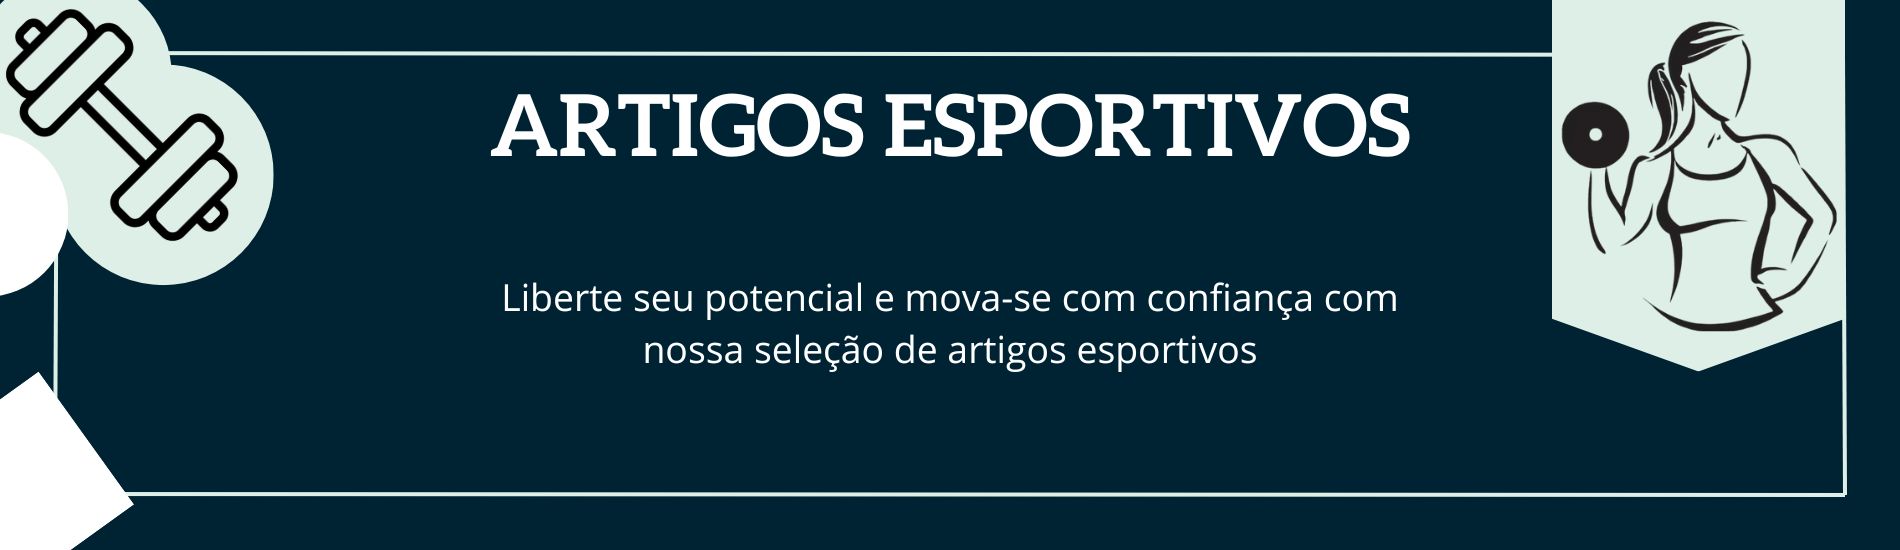 ARTIGOS ESPORTIVOS
Liberte seu potencial e mova-se com confiança com
nossa seleção de artigos esportivos